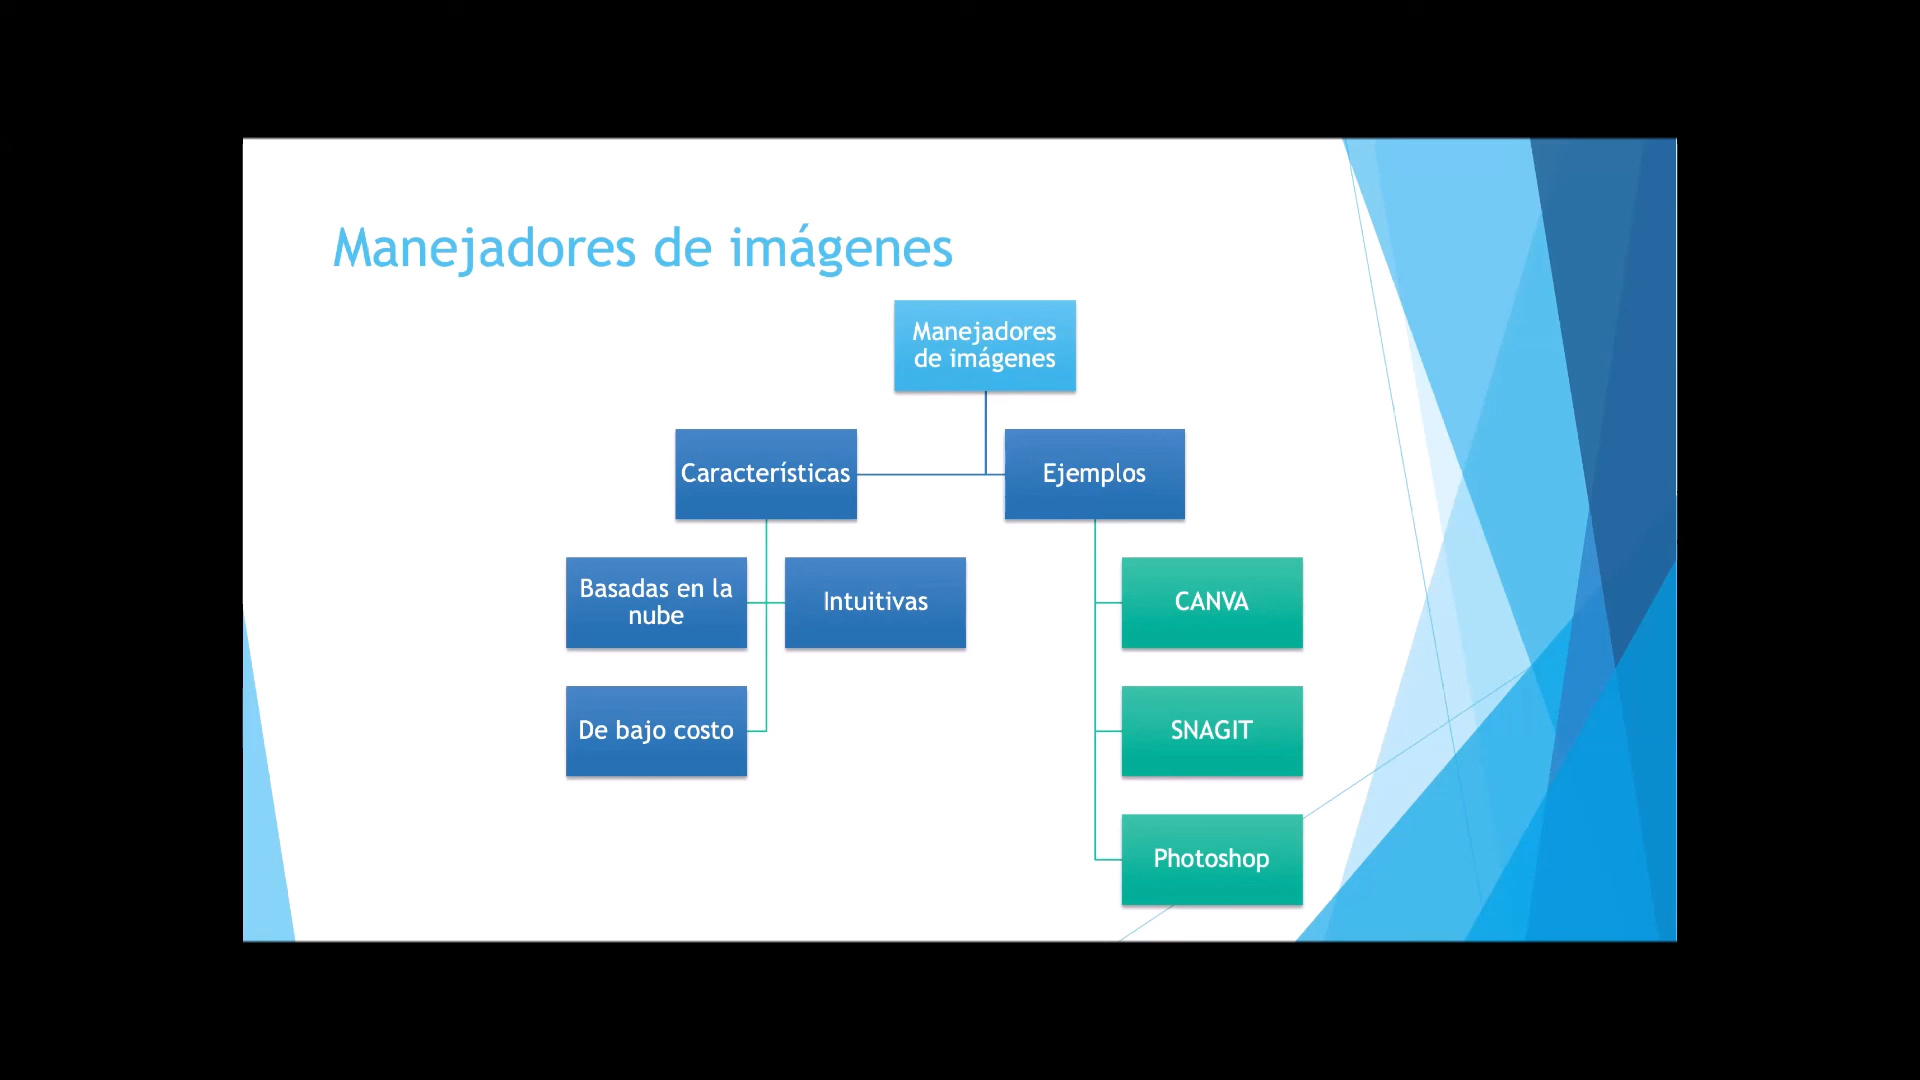 Manejadores de imágenes
Manejadores
de imágenes
Características
Ejemplos
Basadas en la
nube
Intuitivas
CANVA
De bajo costo
SNAGIT
Photoshop